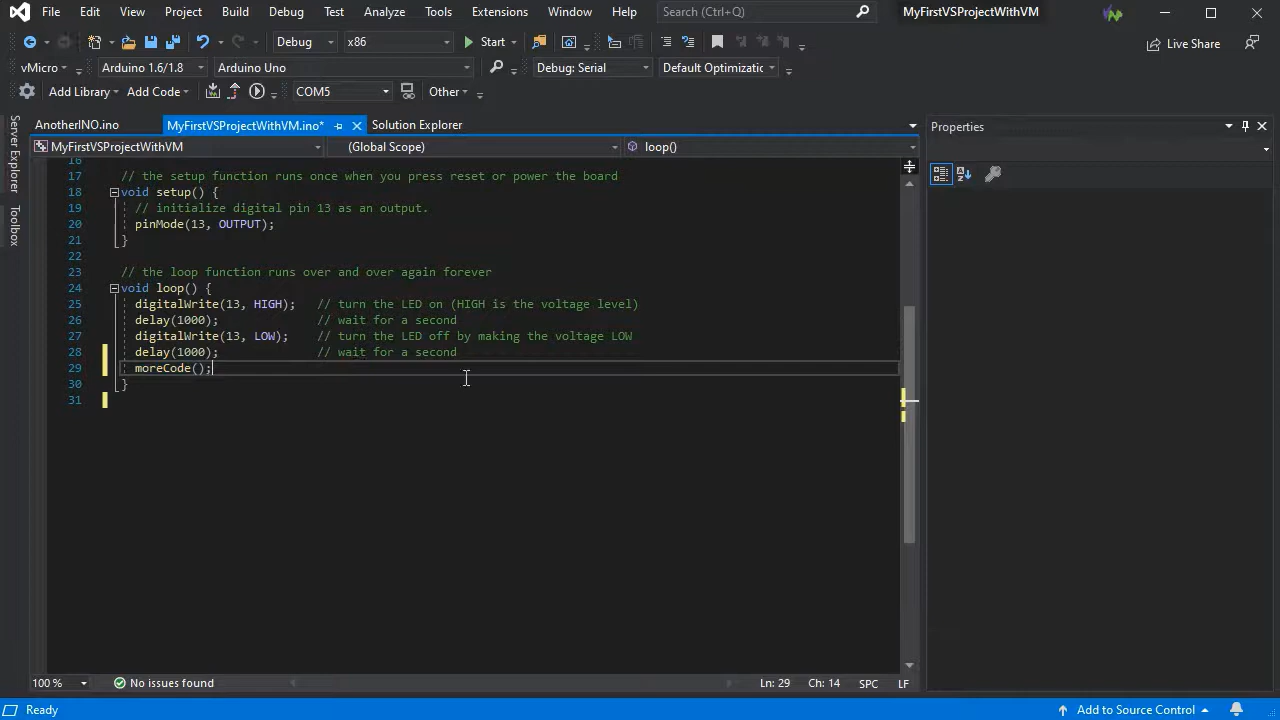 File Edit View Project Build Debug Test Analyze Tools Extensions Window Help Search (Ctrl+Q) MyFirstVSProjectWithVM
Debug x86 Start Live Share
vMicro Arduino 1.6/1.8 Arduino Uno Debug: Serial Default Optimizatic
Add Library Add Code COM5 Other
Server Explorer
Toolbox
AnotherINO.ino MyFirstVSProjectWithVM.ino* Solution Explorer
MyFirstVSProjectWithVM (Global Scope) loop()
16
17 // the setup function runs once when you press reset or power the board
18 void setup() {
19 // initialize digital pin 13 as an output.
20 pinMode(13, OUTPUT);
21 }
22
23 // the loop function runs over and over again forever
24 void loop() {
25 digitalWrite(13, HIGH); // turn the LED on (HIGH is the voltage level)
26 delay(1000); // wait for a second
27 digitalWrite(13, LOW); // turn the LED off by making the voltage LOW
28 delay(1000); // wait for a second
29 moreCode();
30 }
31
100 % No issues found Ln: 29 Ch: 14 SPC LF
Properties
Ready Add to Source Control